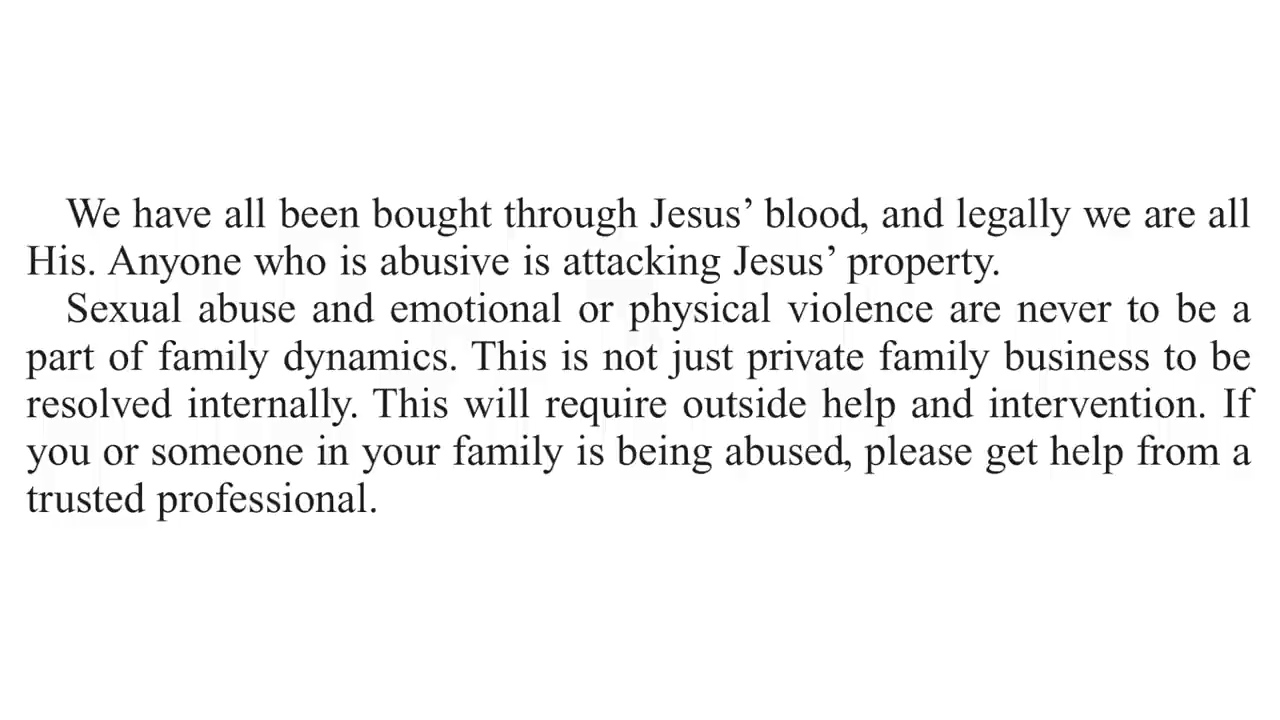 We have all been bought through Jesus’ blood, and legally we are all
His. Anyone who is abusive is attacking Jesus’ property.
Sexual abuse and emotional or physical violence are never to be a
part of family dynamics. This is not just private family business to be
resolved internally. This will require outside help and intervention. If
you or someone in your family is being abused, please get help from a
trusted professional.